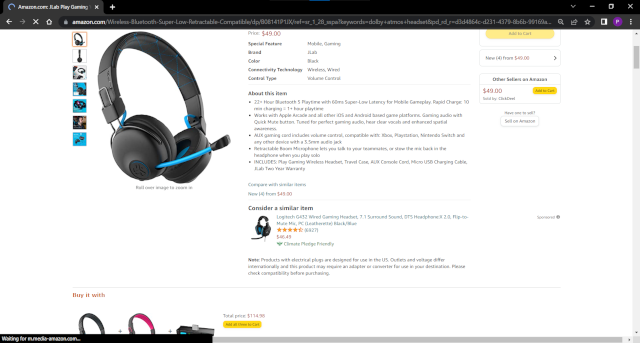 Amazon.com: JLab Play Gaming
amazon.com/Wireless-Bluetooth-Super-Low-Retractable-Compatible/dp/B08141P1JX/
Price: $49.00
Special Feature Mobile, Gaming
Brand JLab
Color Black
Connectivity Technology Wireless, Wired
Control Type Volume Control
About this item
22+ Hour Bluetooth 5 Playtime with 60ms Super-Low Latency for Mobile Gameplay. Rapid Charge: 10
min charging = 1+ hour playtime
Works with Apple Arcade and all other iOS and Android based game platforms. Gaming audio with
Quick Mute button. Tuned for perfect gaming audio, hear clear vocals and enhanced spatial
awareness.
AUX gaming cord includes volume control, compatible with: Xbox, Playstation, Nintendo Switch and
any other device with a 3.5mm audio jack
Retractable Boom Microphone lets you talk to your teammates, or stow the mic back in the
headphone when you play solo
INCLUDES: Play Gaming Wireless Headset, Travel Case, AUX Console Cord, Micro USB Charging Cable,
JLab Two Year Warranty
Compare with similar items
New (4) from $49.00
Consider a similar item
Logitech G432 Wired Gaming Headset, 7.1 Surround Sound, DTS Headphone:X 2.0, Flip-to-
Mute Mic, PC (Leatherette) Black/Blue
$46.49
Climate Pledge Friendly
Note: Products with electrical plugs are designed for use in the US. Outlets and voltage differ
internationally and this product may require an adapter or converter for use in your destination. Please
check compatibility before purchasing.
Roll over image to zoom in
Add to Cart
New (4) from $49.00
Other Sellers on Amazon
$49.00 Add to Cart
Sold by: ClickDeel
Have one to sell?
Sell on Amazon
Sponsored
Buy it with
Total price: $114.95
Add all three to Cart
Waiting for m.media-amazon.com...